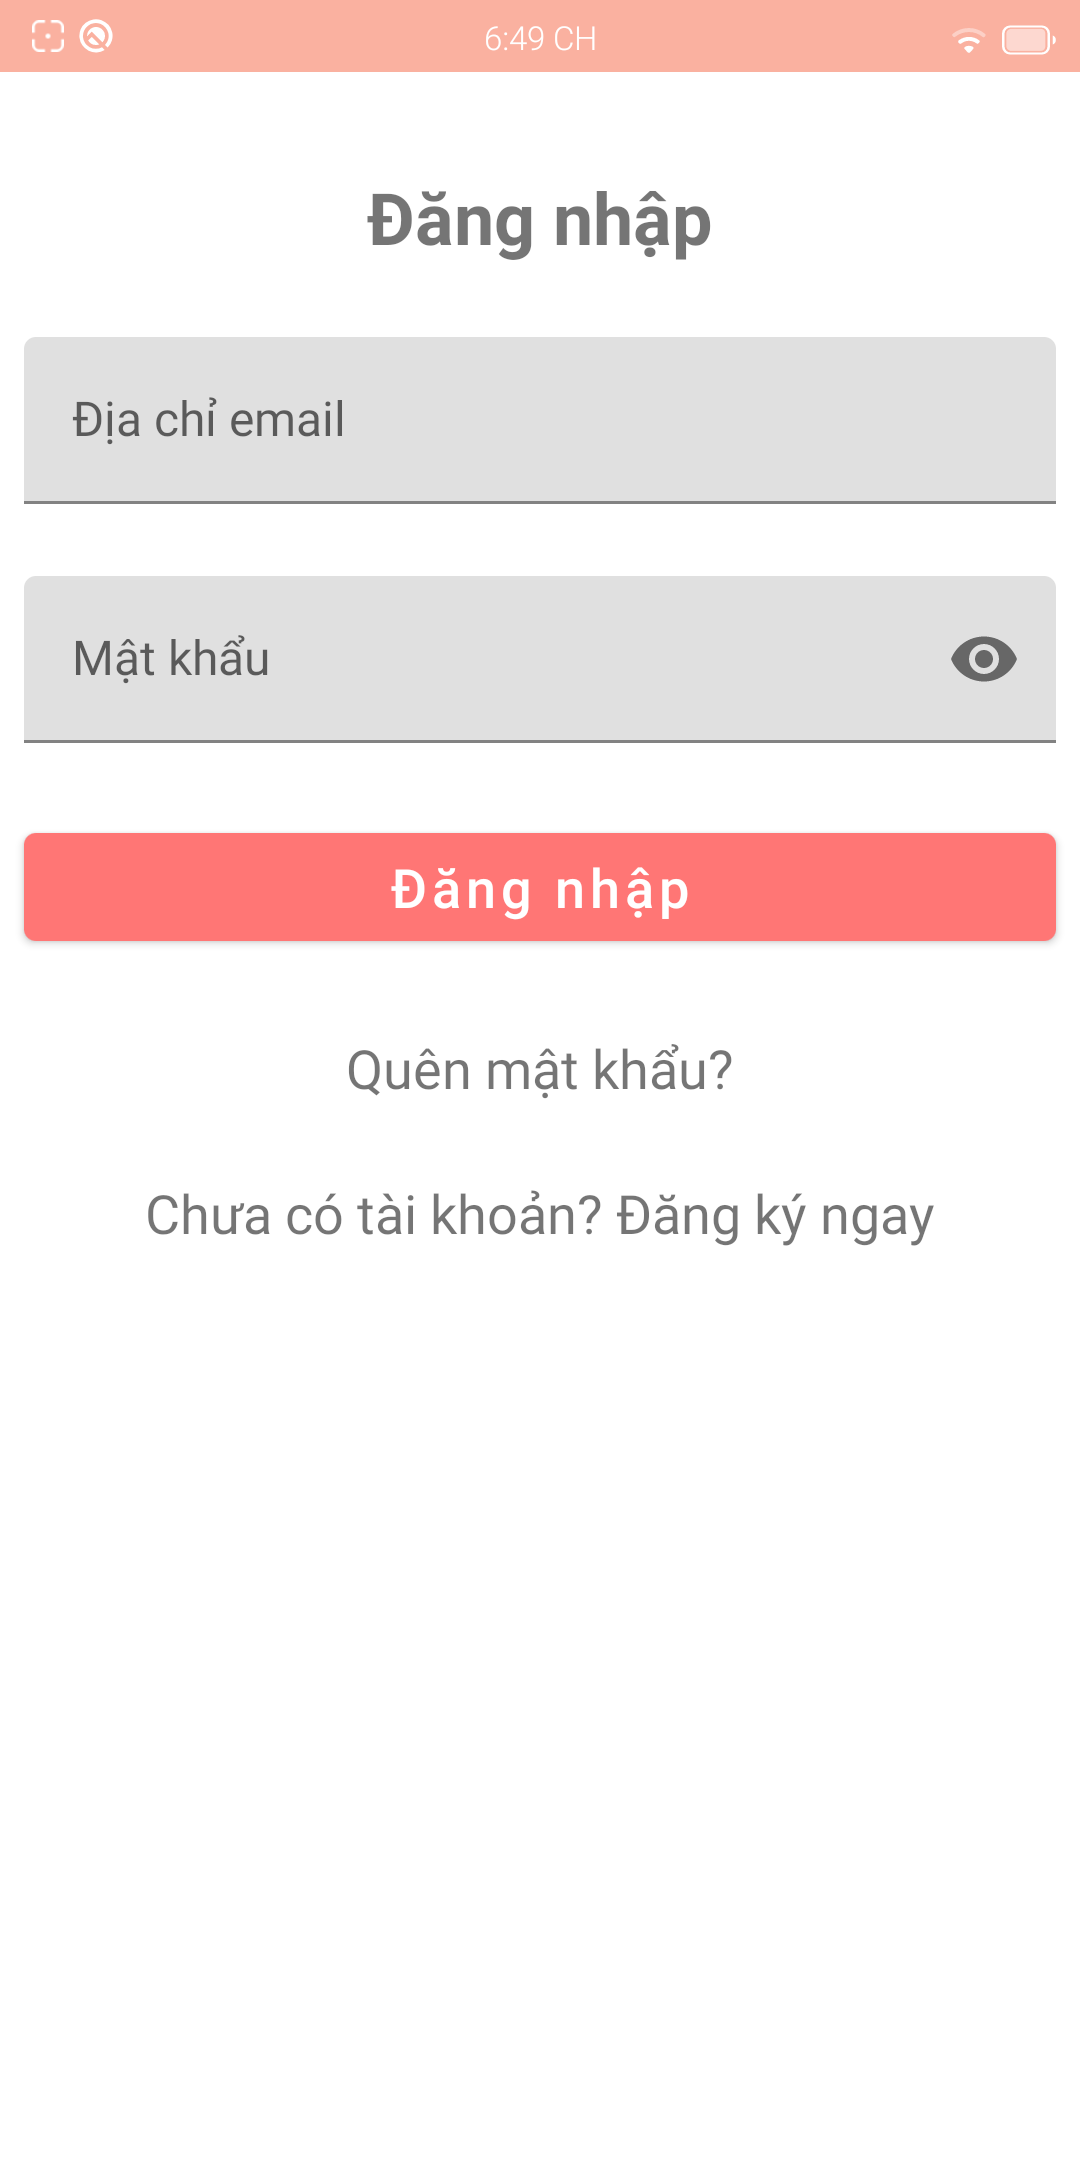 6:49 CH
Đăng nhập
Địa chỉ email
Mật khẩu
Đăng nhập
Quên mật khẩu?
Chưa có tài khoản? Đăng ký ngay